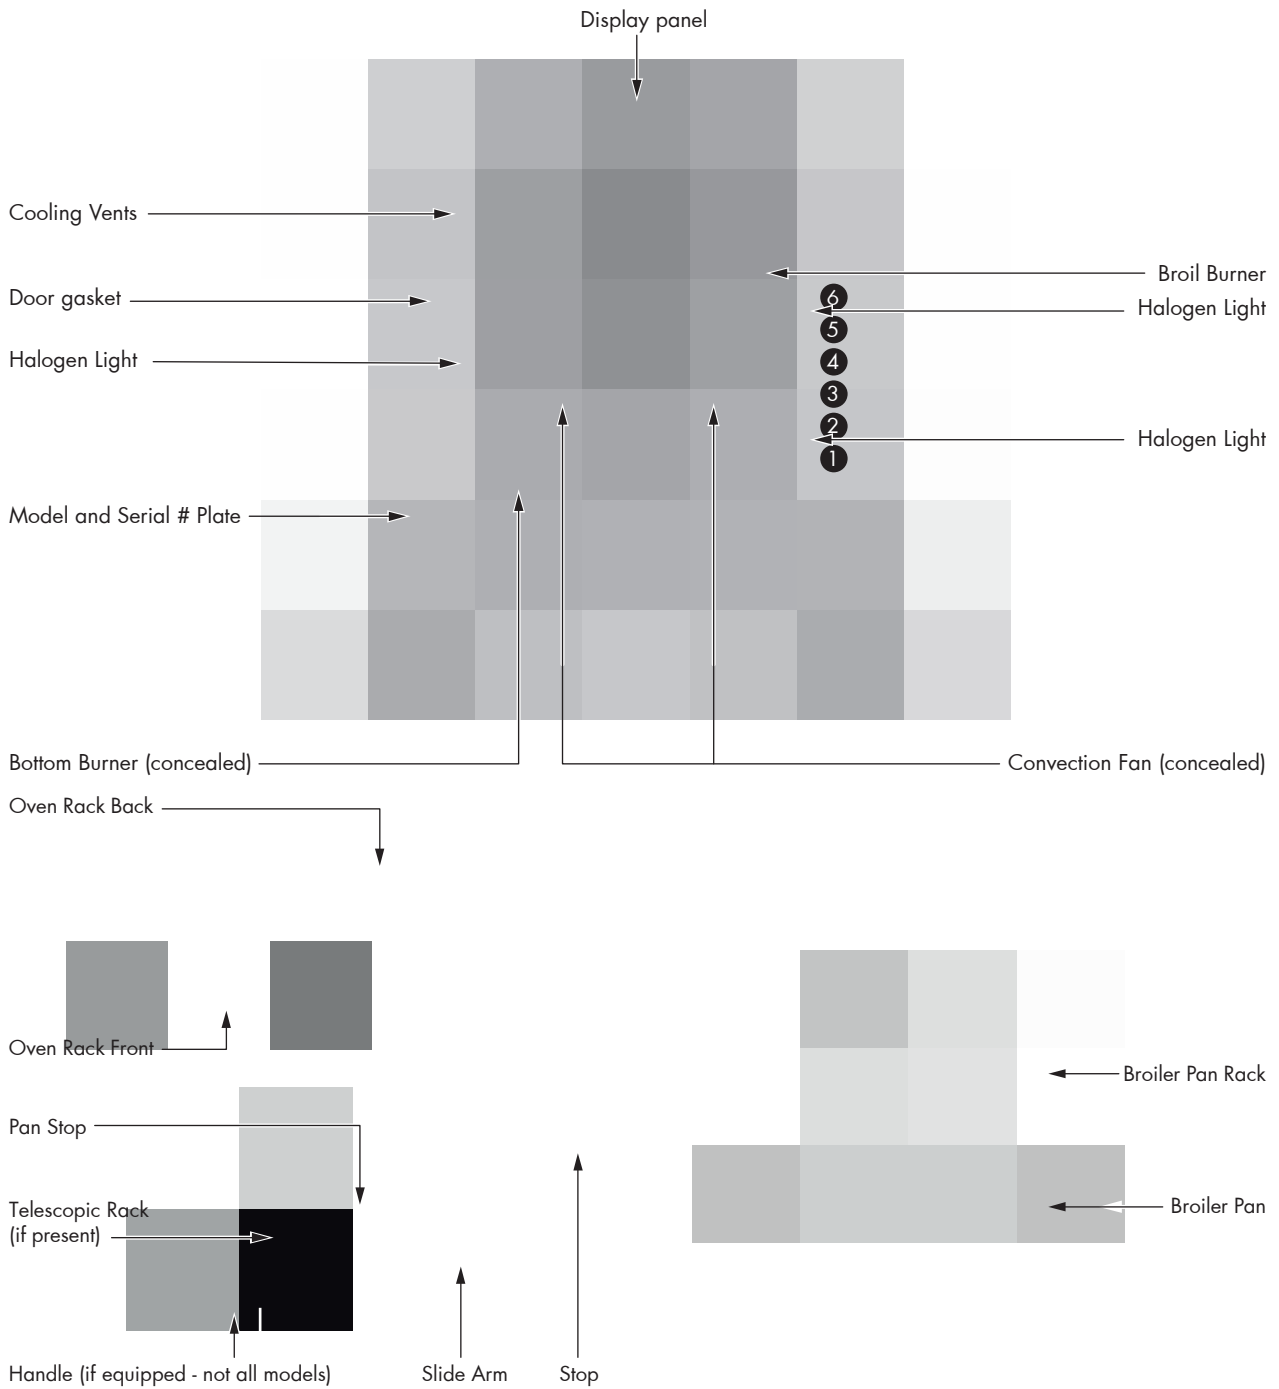 Display panel
Cooling Vents
Broil Burner
Door gasket
6
Halogen Light
5
Halogen Light
4
3
2
Halogen Light
1
Model and Serial # Plate
Bottom Burner (concealed)
Convection Fan (concealed)
Oven Rack Back
Oven Rack Front
Broiler Pan Rack
Pan Stop
Telescopic Rack
(if present)
Broiler Pan
Handle (if equipped - not all models)
Slide Arm
Stop